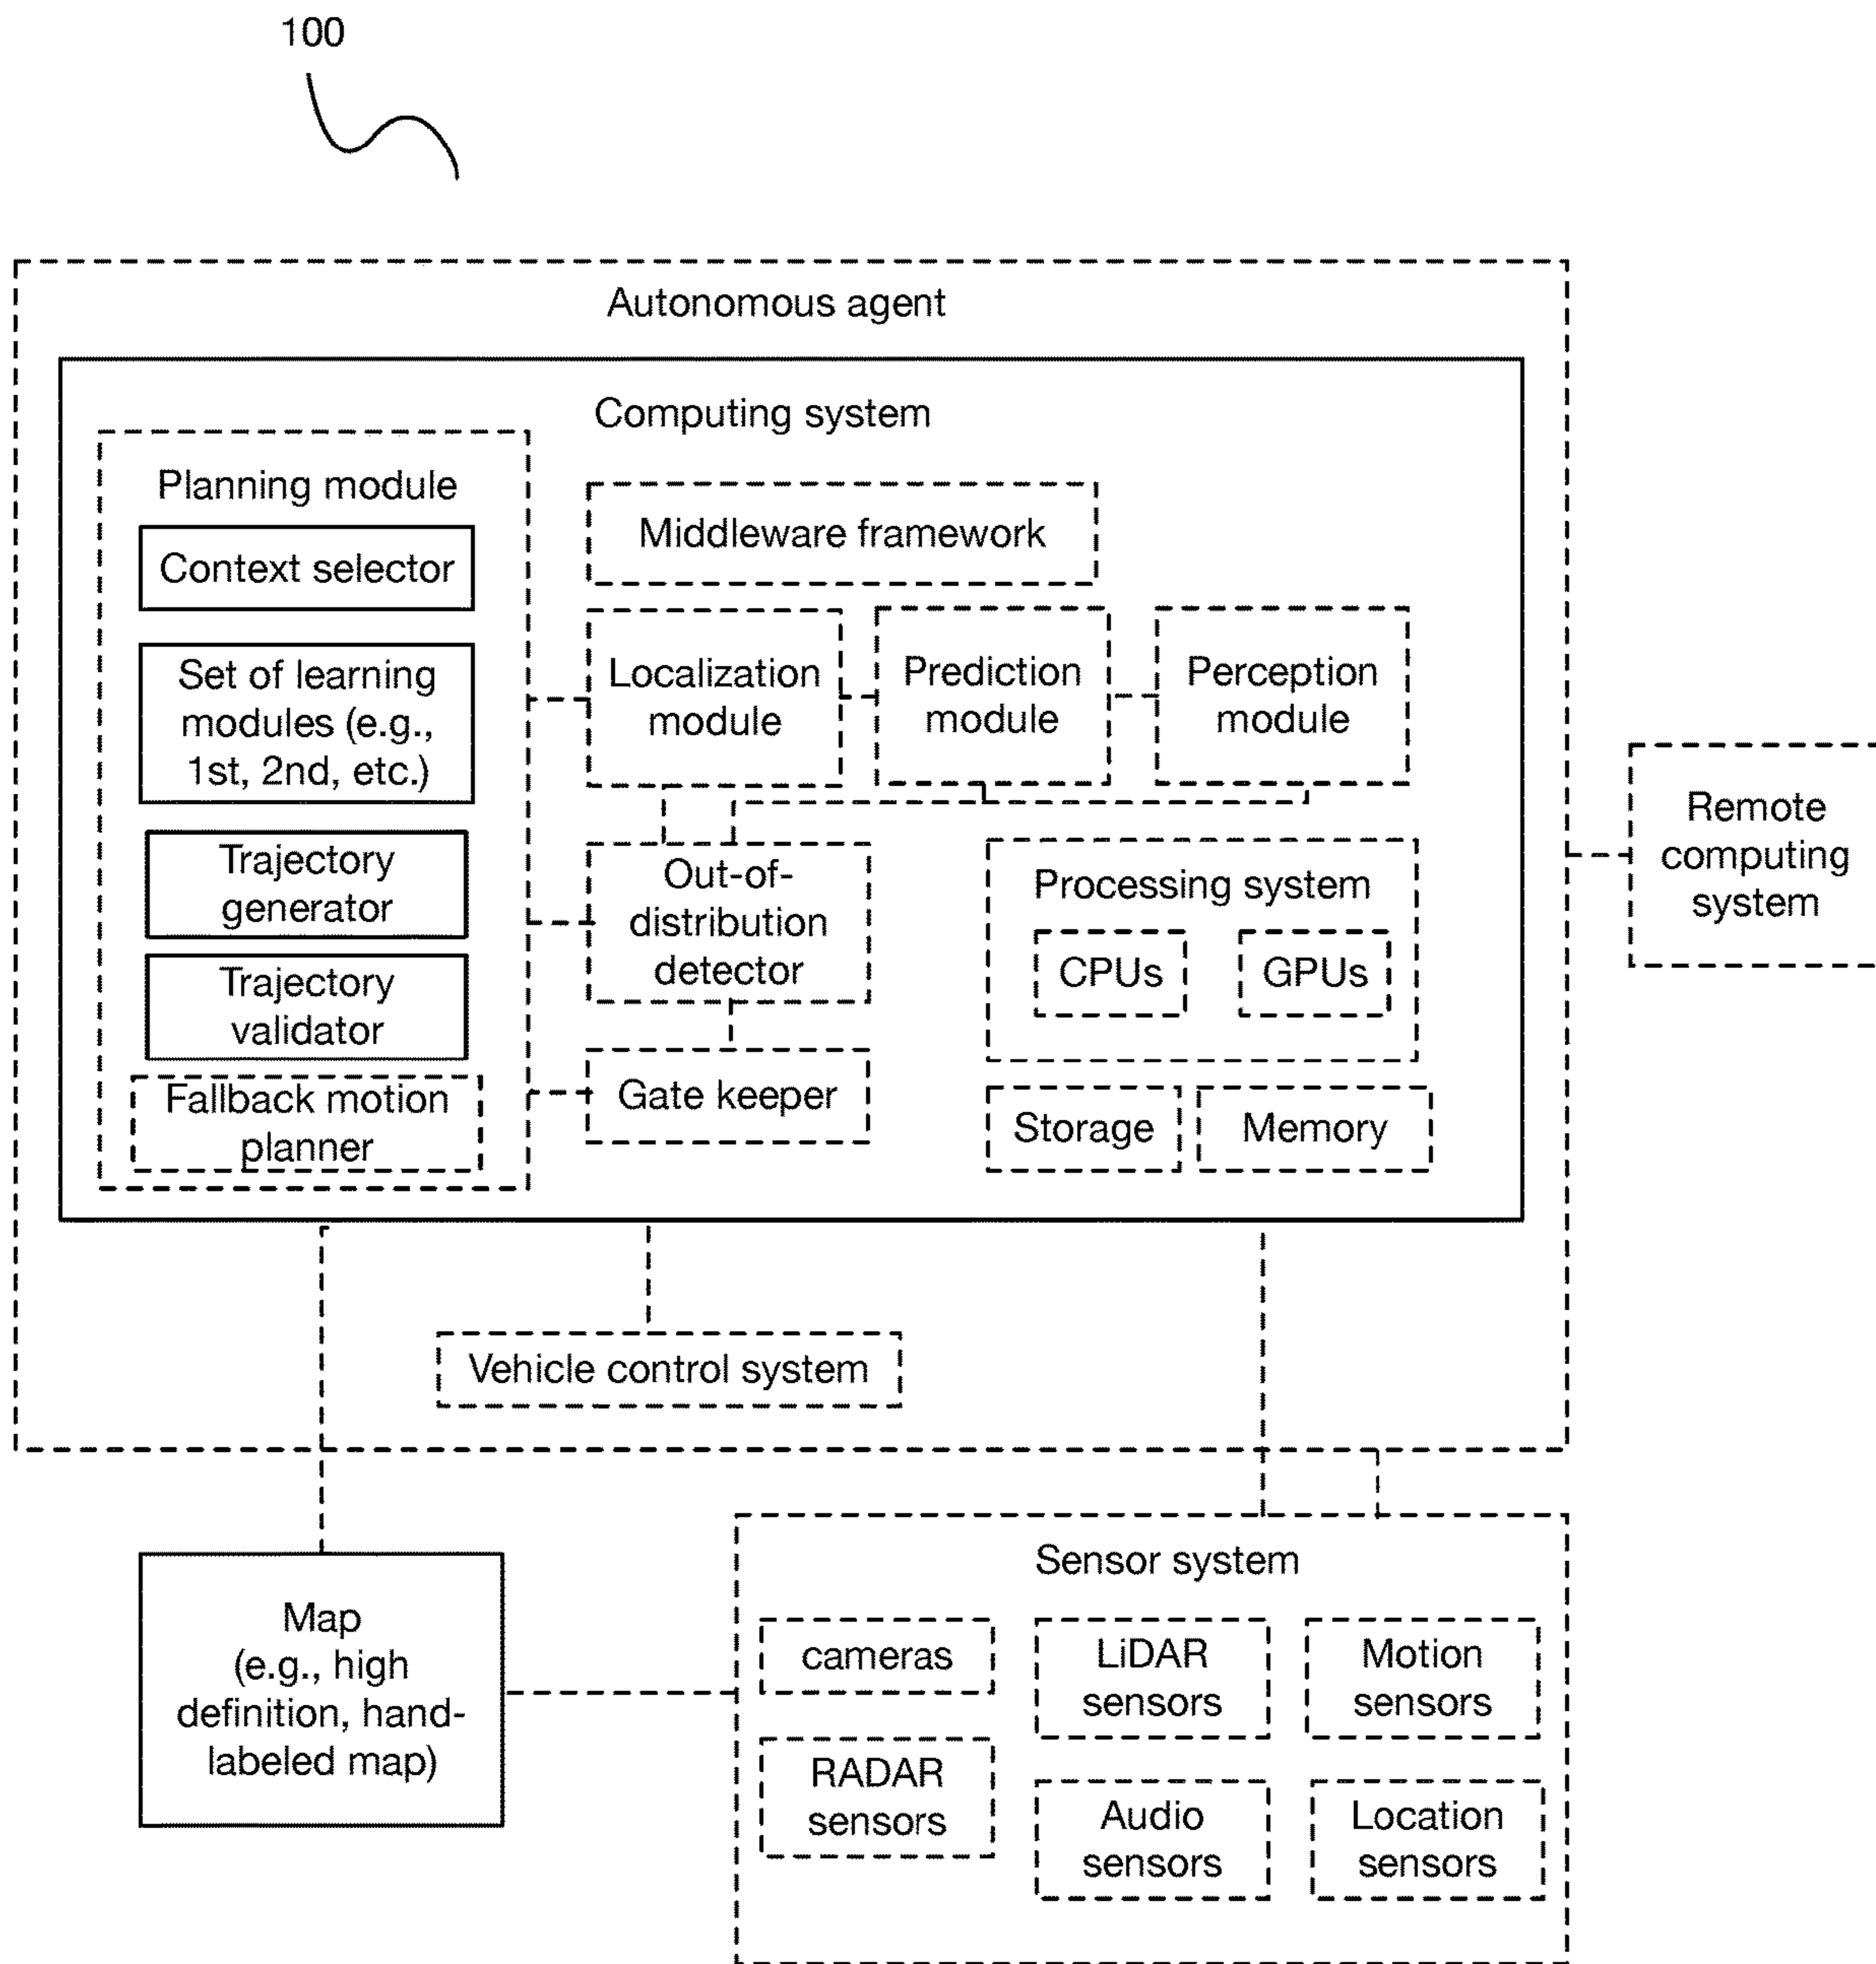 100
Autonomous agent
Computing system
Planning module
Context selector
Set of learning
modules (e.g.,
1st, 2nd, etc.)
Trajectory
generator
Trajectory
validator
Fallback motion
planner
Middleware framework
Localization
module
Prediction
module
Perception
module
Out-of-
distribution
detector
Gate keeper
Processing system
CPUs
GPUs
Storage
Memory
Remote
computing
system
Vehicle control system
Map
(e.g., high
definition, hand-
labeled map)
Sensor system
cameras
LiDAR
sensors
Motion
sensors
RADAR
sensors
Audio
sensors
Location
sensors